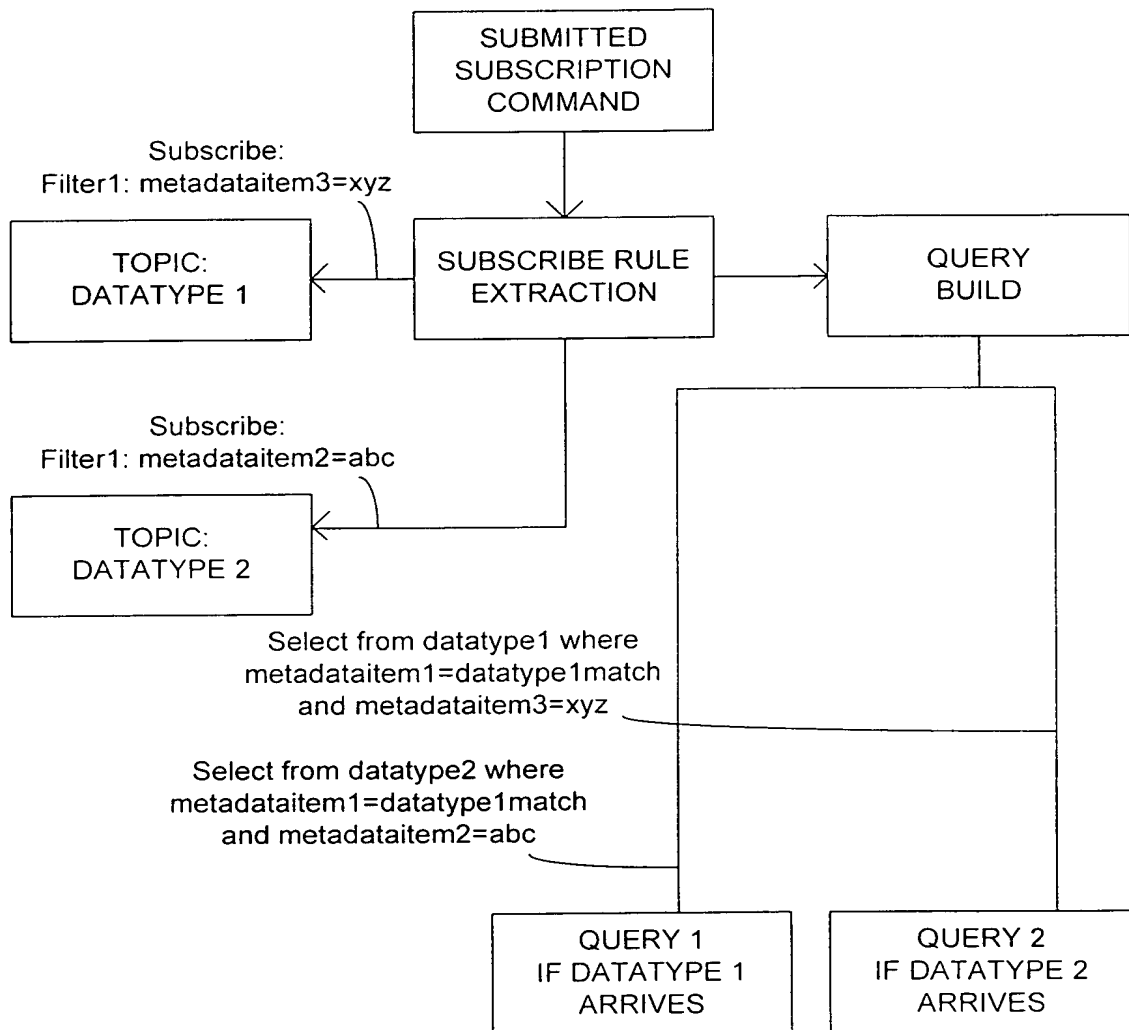 SUBMITTED
SUBSCRIPTION
COMMAND
Subscribe:
Filter1: metadataitem3=xyz
TOPIC:
DATATYPE 1
SUBSCRIBE RULE
EXTRACTION
QUERY
BUILD
Subscribe:
Filter1: metadataitem2=abc
TOPIC:
DATATYPE 2
Select from datatype1 where
metadataitem1=datatype1match
and metadataitem3=xyz
Select from datatype2 where
metadataitem1=datatype1match
and metadataitem2=abc
QUERY 1
IF DATATYPE 1
ARRIVES
QUERY 2
IF DATATYPE 2
ARRIVES